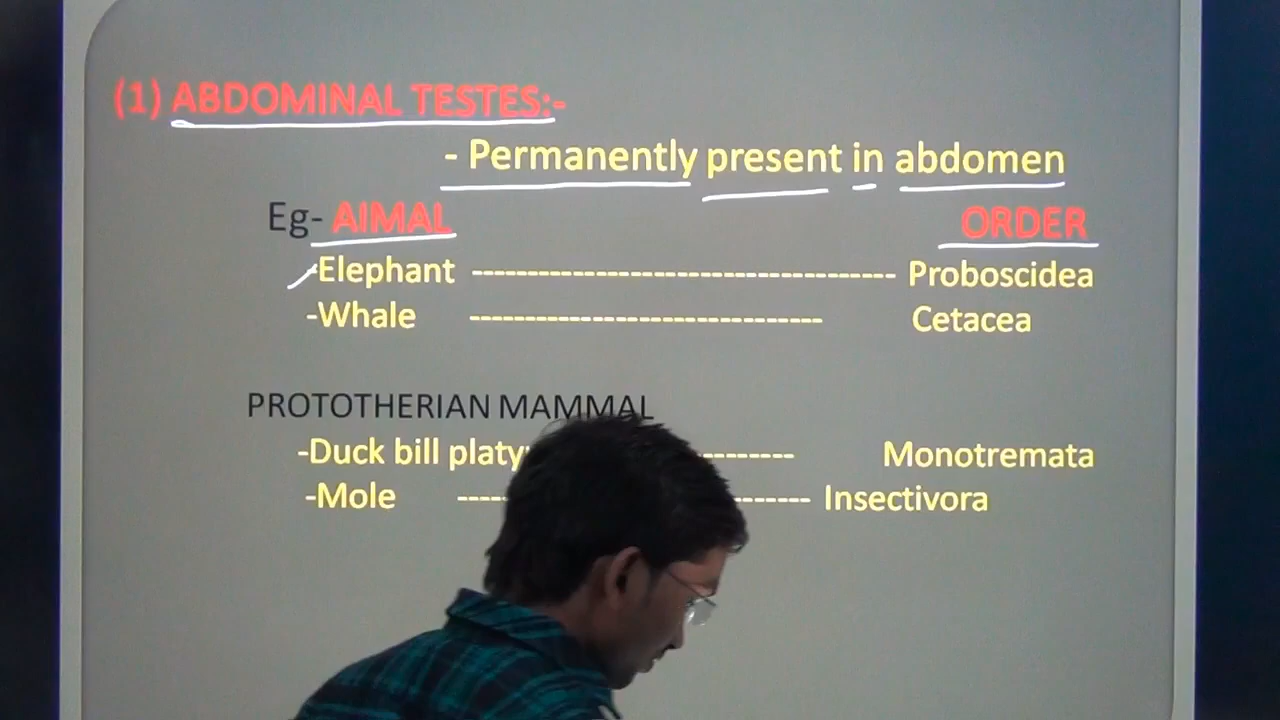 (1) ABDOMINAL TESTES:-
- Permanently present in abdomen
Eg- AIMAL ORDER
-Elephant ---------------------------------------- Proboscidea
-Whale --------------------------------- Cetacea
PROTOTHERIAN MAMMAL
-Duck bill ---------- Monotremata
-Mole ---- ---------- Insectivora